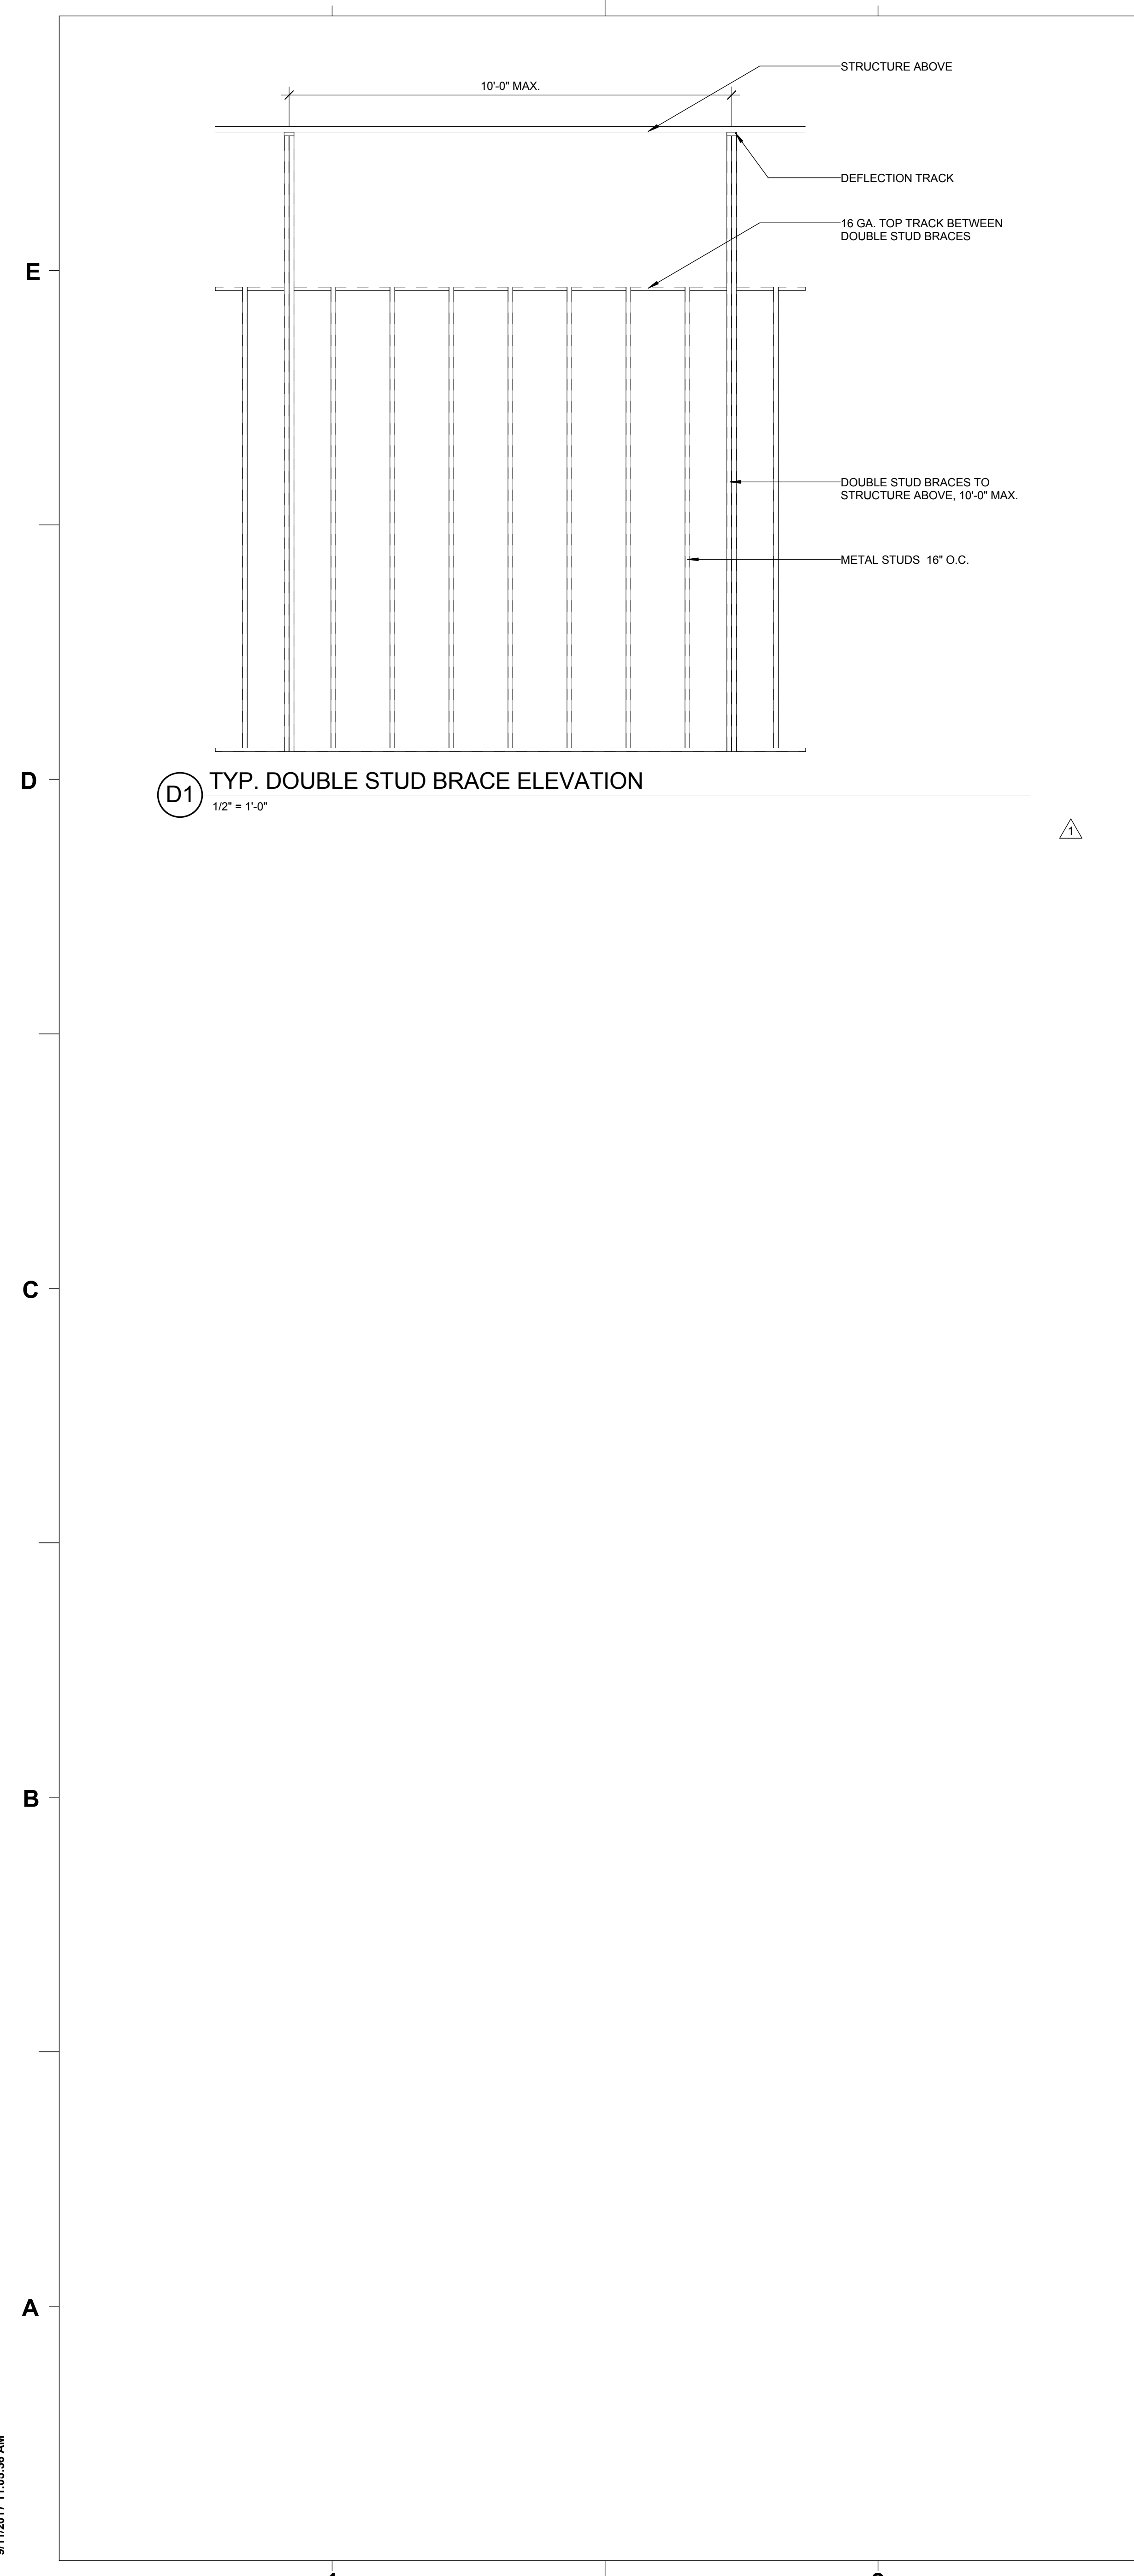 STRUCTURE ABOVE
10'-0" MAX.
DEFLECTION TRACK
16 GA. TOP TRACK BETWEEN
DOUBLE STUD BRACES
E
DOUBLE STUD BRACES TO
STRUCTURE ABOVE, 10'-0" MAX.
METAL STUDS 16" O.C.
D
D1
TYP. DOUBLE STUD BRACE ELEVATION
1/2" = 1'-0"
1
C
B
A